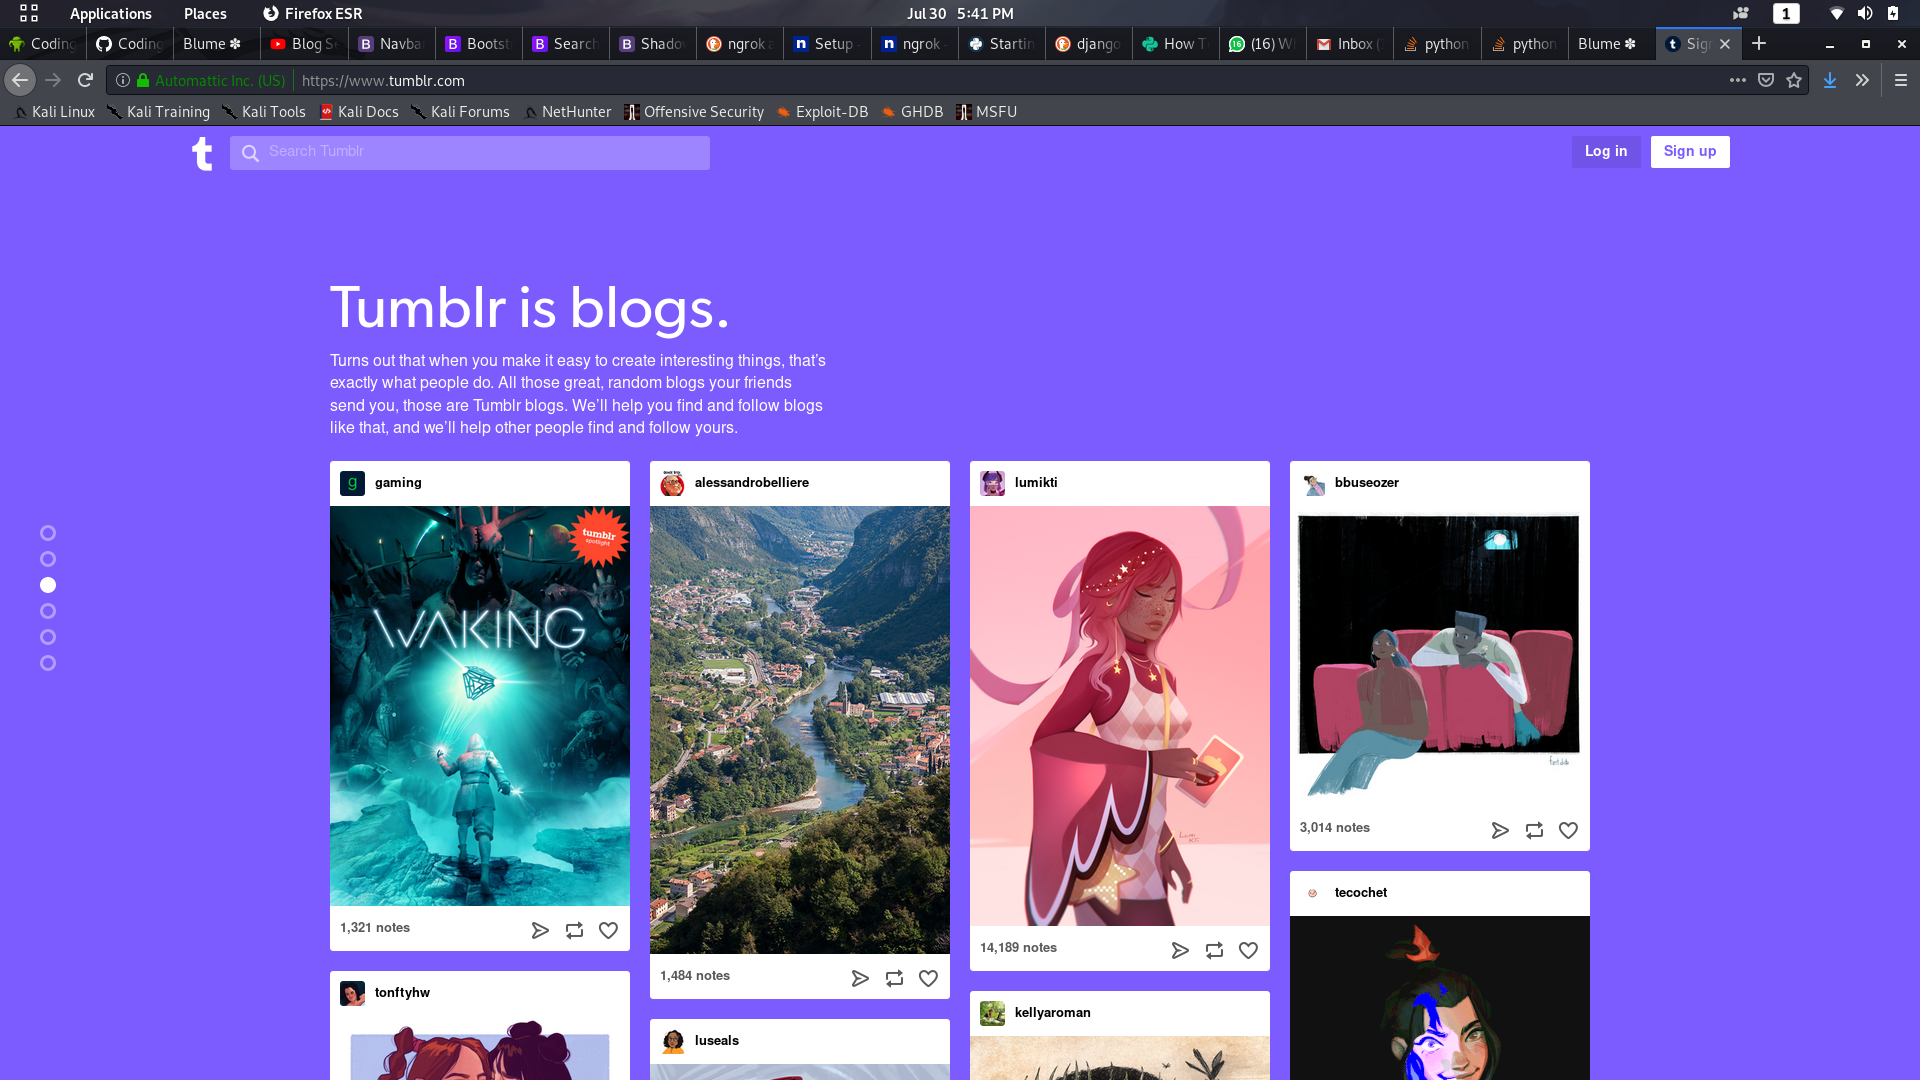 Applications Places Firefox ESR Jul 30 5:41 PM 1
Coding Coding Blume ✽ Blog S Navba Bootst Search Shado ngrok a Setup - ngrok - Startin django How T (16) W Inbox ( python python Blume ✽ Sig
Automattic Inc. (US) https://www.tumblr.com
Kali Linux Kali Training Kali Tools Kali Docs Kali Forums NetHunter Offensive Security Exploit-DB GHDB MSFU
t Search Tumblr Log in Sign up
Tumblr is blogs.
Turns out that when you make it easy to create interesting things, that’s
exactly what people do. All those great, random blogs your friends
send you, those are Tumblr blogs. We’ll help you find and follow blogs
like that, and we’ll help other people find and follow yours.
g gaming
tumblr
spotlight
WAKING
1,321 notes
tonftyhw
alessandrobelliere
1,484 notes
luseals
lumikti
14,189 notes
kellyaroman
bbuseozer
3,014 notes
tecochet